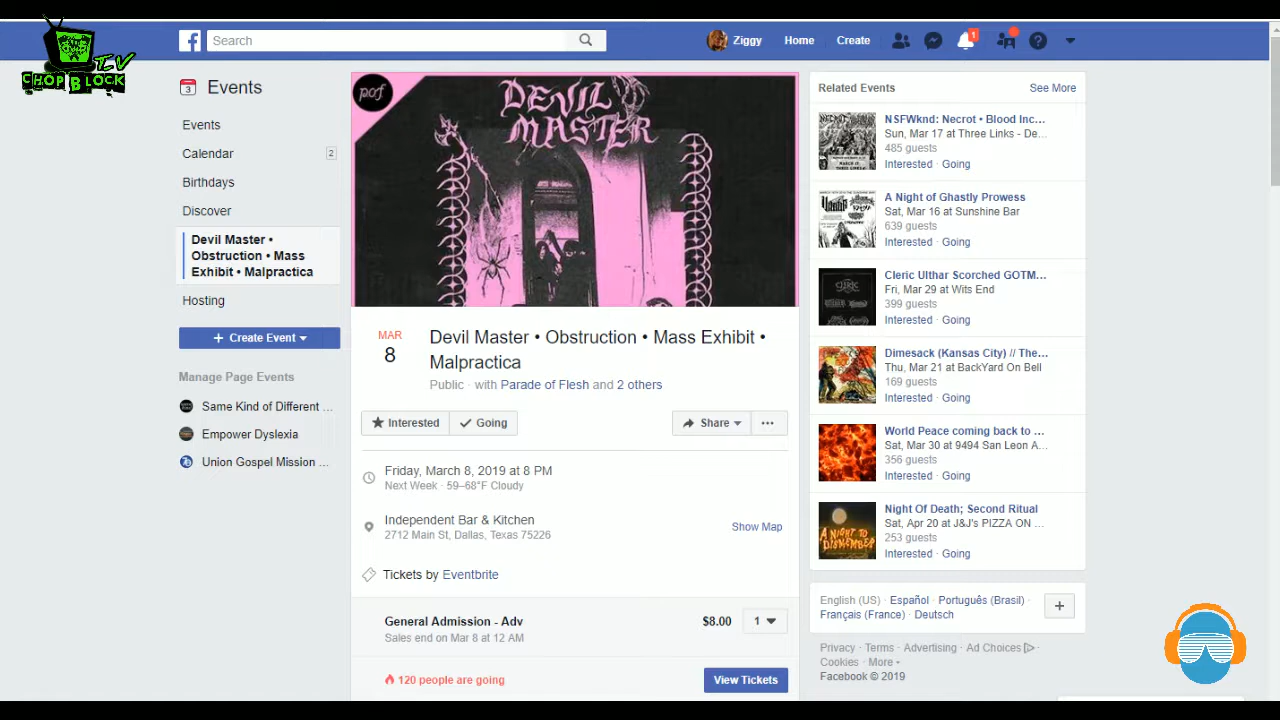 CHOP BLOCK TV
Search
Ziggy
Home
Create
1
3
Events
Events
Calendar
2
Birthdays
Discover
Devil Master •
Obstruction • Mass
Exhibit • Malpractica
Hosting
+ Create Event
Manage Page Events
Same Kind of Different ...
Empower Dyslexia
Union Gospel Mission ...
pof
DEVIL
MASTER
MAR
8
Devil Master • Obstruction • Mass Exhibit •
Malpractica
Public · with Parade of Flesh and 2 others
Interested
Going
Share
Friday, March 8, 2019 at 8 PM
Next Week · 59–68°F Cloudy
Independent Bar & Kitchen
2712 Main St, Dallas, Texas 75226
Show Map
Tickets by Eventbrite
General Admission - Adv
$8.00
1
Sales end on Mar 8 at 12 AM
120 people are going
View Tickets
Related Events
See More
NSFWknd: Necrot • Blood Inc...
Sun, Mar 17 at Three Links - De...
485 guests
Interested · Going
A Night of Ghastly Prowess
Sat, Mar 16 at Sunshine Bar
639 guests
Interested · Going
Cleric Ulthar Scorched GOTM...
Fri, Mar 29 at Wits End
399 guests
Interested · Going
Dimesack (Kansas City) // The...
Thu, Mar 21 at BackYard On Bell
169 guests
Interested · Going
World Peace coming back to ...
Sat, Mar 30 at 9494 San Leon A...
356 guests
Interested · Going
A NIGHT TO
DISMEMBER
Night Of Death; Second Ritual
Sat, Apr 20 at J&J's PIZZA ON ...
253 guests
Interested · Going
English (US) · Español · Português (Brasil) ·
Français (France) · Deutsch
Privacy · Terms · Advertising · Ad Choices ·
Cookies · More
Facebook © 2019